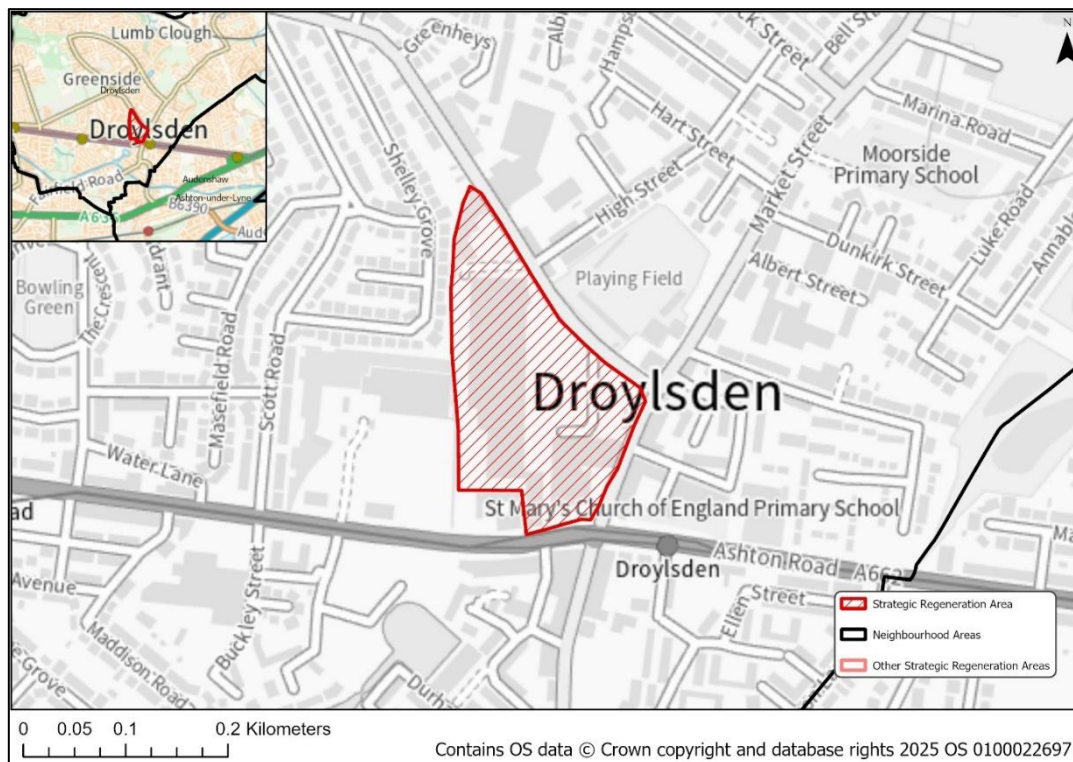 Lumb Clough
Greenside
Droylsden
Droylsden
Road
Audenshaw
Ashton-under-Lyne
B6390
Greenheys
Shelley Grove
Hart Street
High Street
Market Street
Bell
Marina Road
Moorside
Primary School
Luke Road
Dunkirk Street
Albert Street
Playing Field
Bowling
Green
The Crescent
Masefield Road
Scott Road
Water Lane
Droylsden
St Mary's Church of England Primary School
Ashton Road A662
Droylsden
Ellen Street
Avenue
Maddison Road
Buckley Street
Strategic Regeneration Area
Neighbourhood Areas
Other Strategic Regeneration Areas
N
0 0.05 0.1 0.2 Kilometers
Contains OS data © Crown copyright and database rights 2025 OS 0100022697